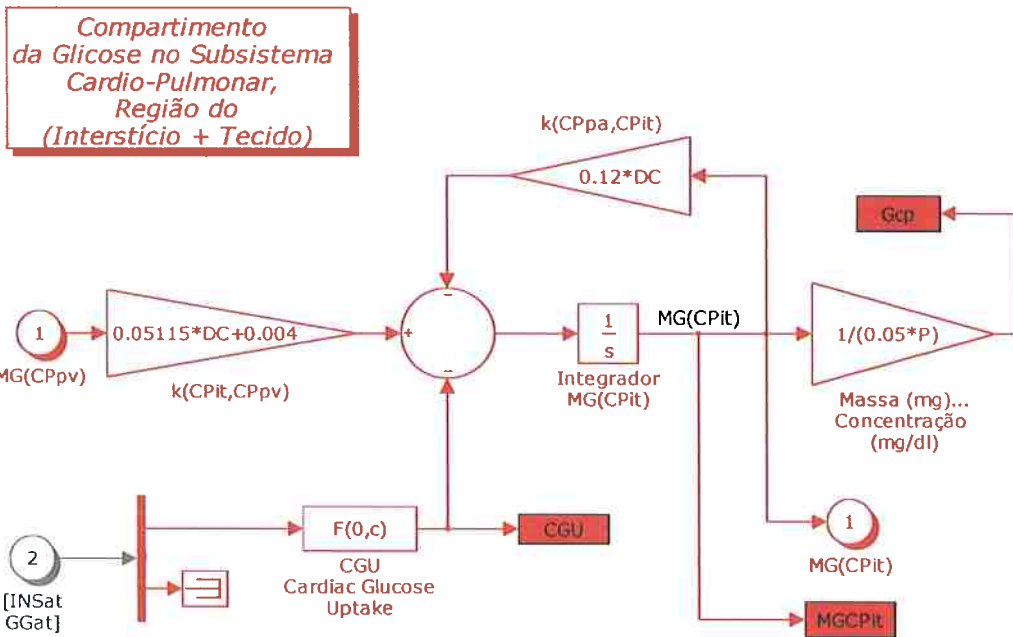 Compartimento
da Glicose no Subsistema
Cardio-Pulmonar,
Região do
(Interstício + Tecido)
k(CPpa,CPit)
0.12*DC
Gcp
1
MG(CPpv)
0.05115*DC+0.004
k(CPit,CPpv)
+
-
-
1
s
Integrador
MG(CPit)
MG(CPit)
1/(0.05*P)
Massa (mg)...
Concentração
(mg/dl)
2
[INSat
GGat]
F(0,c)
CGU
Cardiac Glucose
Uptake
CGU
1
MG(CPit)
MGCPit